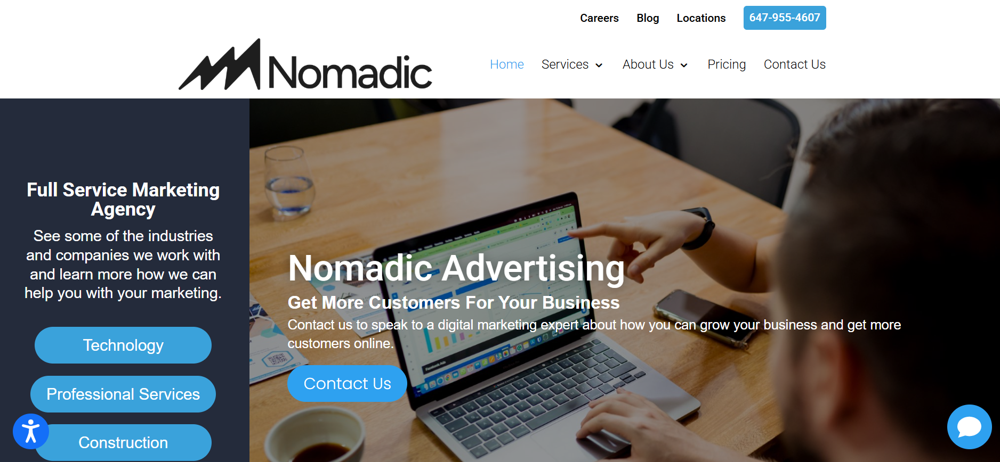 Careers Blog Locations 647-955-4607
Nomadic
Home Services About Us Pricing Contact Us
Full Service Marketing
Agency
See some of the industries
and companies we work with
and learn more how we can
help you with your marketing.
Technology
Professional Services
Construction
Nomadic Advertising
Get More Customers For Your Business
Contact us to speak to a digital marketing expert about how you can grow your business and get more
customers online.
Contact Us
Facebook Ads